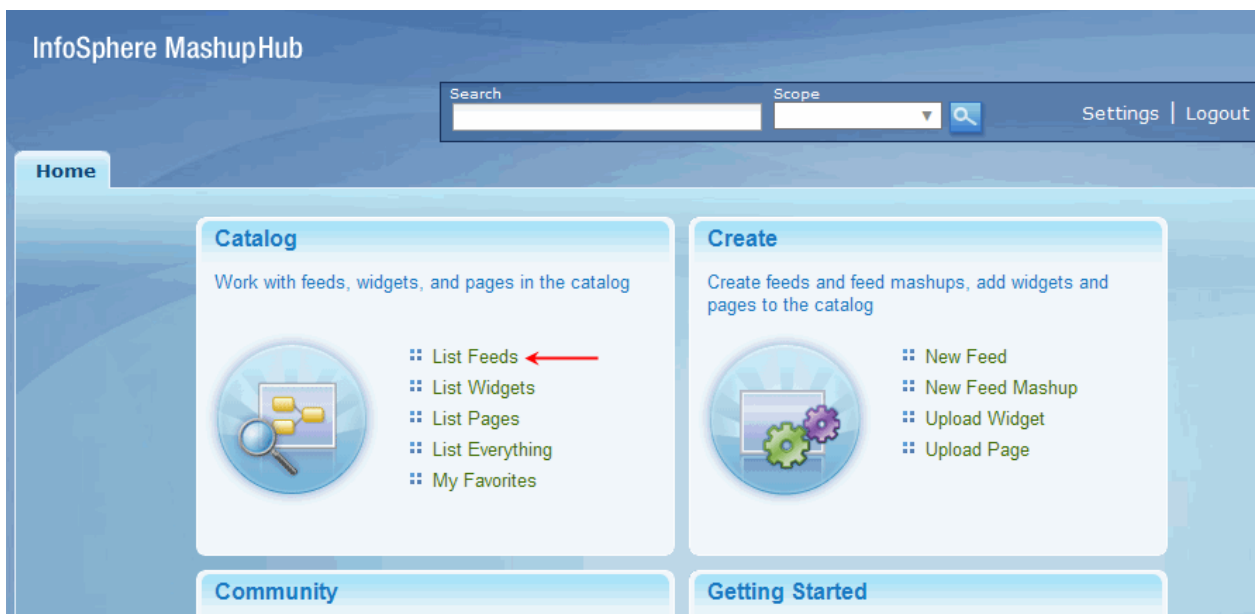 InfoSphere MashupHub
Search
Scope
Settings | Logout
Home
Catalog
Work with feeds, widgets, and pages in the catalog
List Feeds
List Widgets
List Pages
List Everything
My Favorites
Create
Create feeds and feed mashups, add widgets and
pages to the catalog
New Feed
New Feed Mashup
Upload Widget
Upload Page
Community
Getting Started